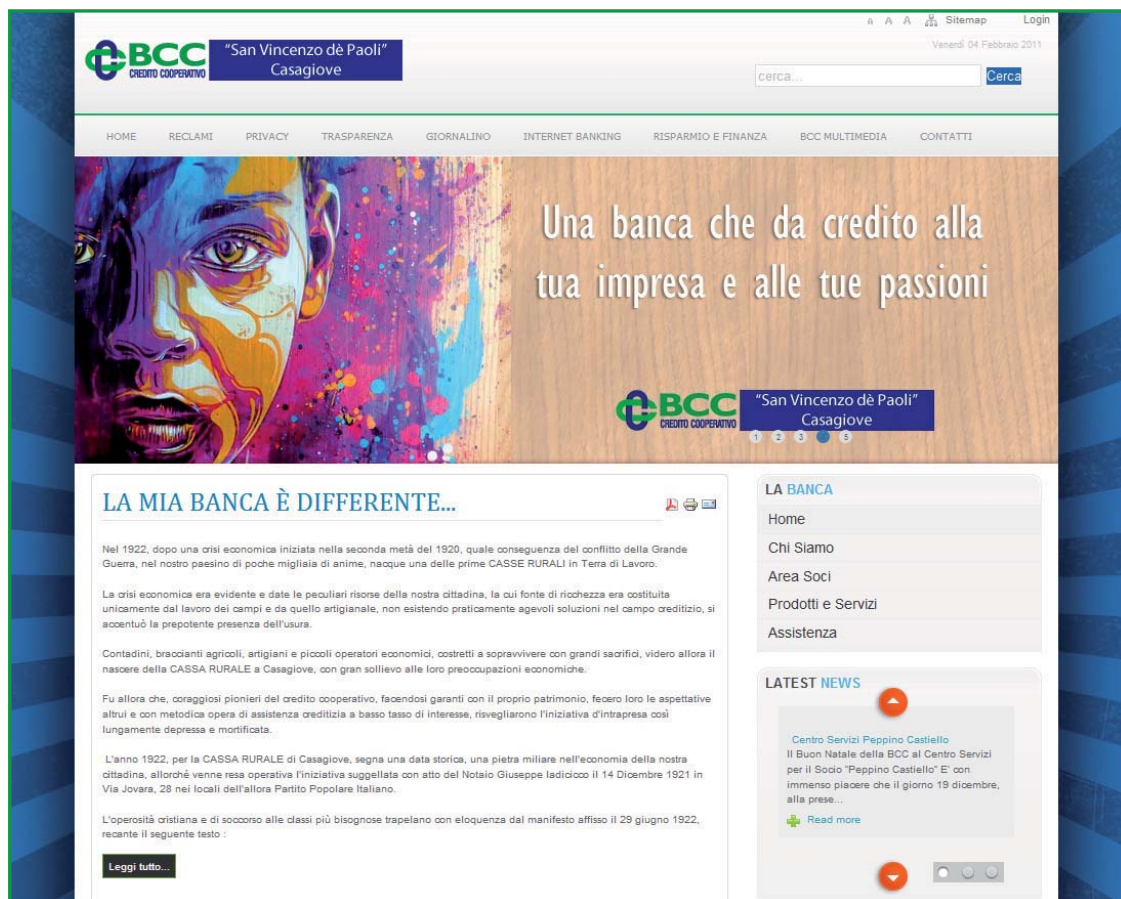 A A A Sitemap Login
Venerdì 04 Febbraio 2011
BCC
CREDITO COOPERATIVO
"San Vincenzo dè Paoli"
Casagiove
cerca... Cerca
HOME RECLAMI PRIVACY TRASPARENZA GIORNALINO INTERNET BANKING RISPARMIO E FINANZA BCC MULTIMEDIA CONTATTI
Una banca che da credito alla
tua impresa e alle tue passioni
BCC
CREDITO COOPERATIVO
"San Vincenzo dè Paoli"
Casagiove
1 2 3 5
LA MIA BANCA È DIFFERENTE...
Nel 1922, dopo una crisi economica iniziata nella seconda metà del 1920, quale conseguenza del conflitto della Grande
Guerra, nel nostro paesino di poche migliaia di anime, nacque una delle prime CASSE RURALI in Terra di Lavoro.
La crisi economica era evidente e date le peculiari risorse della nostra cittadina, la cui fonte di ricchezza era costituita
unicamente dal lavoro dei campi e da quello artigianale, non esistendo praticamente agevoli soluzioni nel campo creditizio, si
accentuò la prepotente presenza dell'usura.
Contadini, braccianti agricoli, artigiani e piccoli operatori economici, costretti a sopravvivere con grandi sacrifici, videro allora il
nascere della CASSA RURALE a Casagiove, con gran sollievo alle loro preoccupazioni economiche.
Fu allora che, coraggiosi pionieri del credito cooperativo, facendosi garanti con il proprio patrimonio, fecero loro le aspettative
altrui e con metodica opera di assistenza creditizia a basso tasso di interesse, risvegliarono l'iniziativa d'intrapresa così
lungamente depressa e mortificata.
L'anno 1922, per la CASSA RURALE di Casagiove, segna una data storica, una pietra miliare nell'economia della nostra
cittadina, allorché venne resa operativa l'iniziativa suggellata con atto del Notaio Giuseppe Iadicicco il 14 Dicembre 1921 in
Via Jovara, 28 nei locali dell'allora Partito Popolare Italiano.
L'operosità cristiana e di soccorso alle classi più bisognose trapelano con eloquenza dal manifesto affisso il 29 giugno 1922,
recante il seguente testo :
Leggi tutto...
LA BANCA
Home
Chi Siamo
Area Soci
Prodotti e Servizi
Assistenza
LATEST NEWS
Centro Servizi Peppino Castiello
Il Buon Natale della BCC al Centro Servizi
per il Socio "Peppino Castiello" E' con
immenso piacere che il giorno 19 dicembre,
alla prese...
Read more